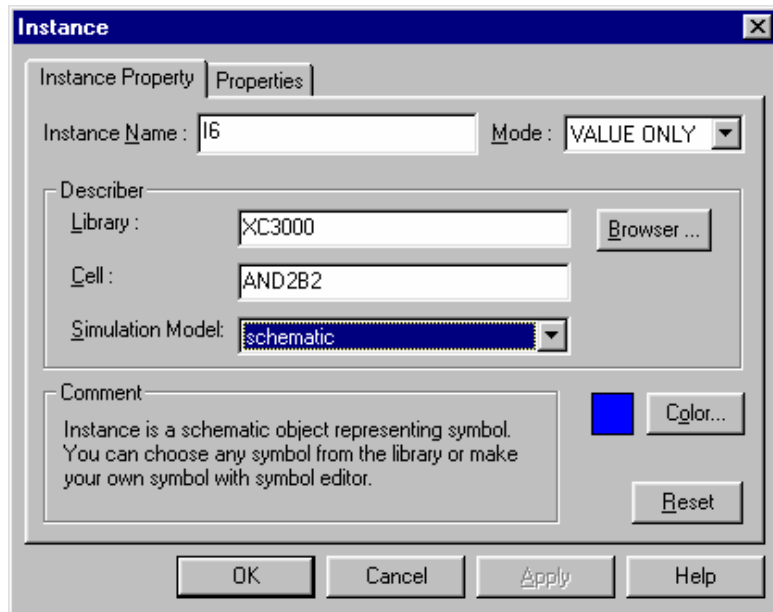 Instance
Instance Property Properties
Instance Name : I6 Mode : VALUE ONLY
Describer
Library : XC3000 Browser ...
Cell : AND2B2
Simulation Model: schematic
Comment
Instance is a schematic object representing symbol.
You can choose any symbol from the library or make
your own symbol with symbol editor.
Color...
Reset
OK Cancel Apply Help